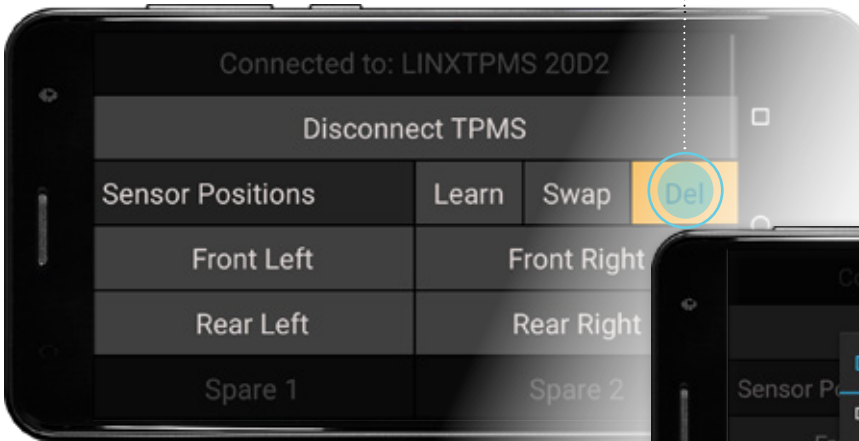 Connected to: LINXTPMS 20D2
Disconnect TPMS
Sensor Positions Learn Swap Del
Front Left Front Right
Rear Left Rear Right
Spare 1 Spare 2
Sensor